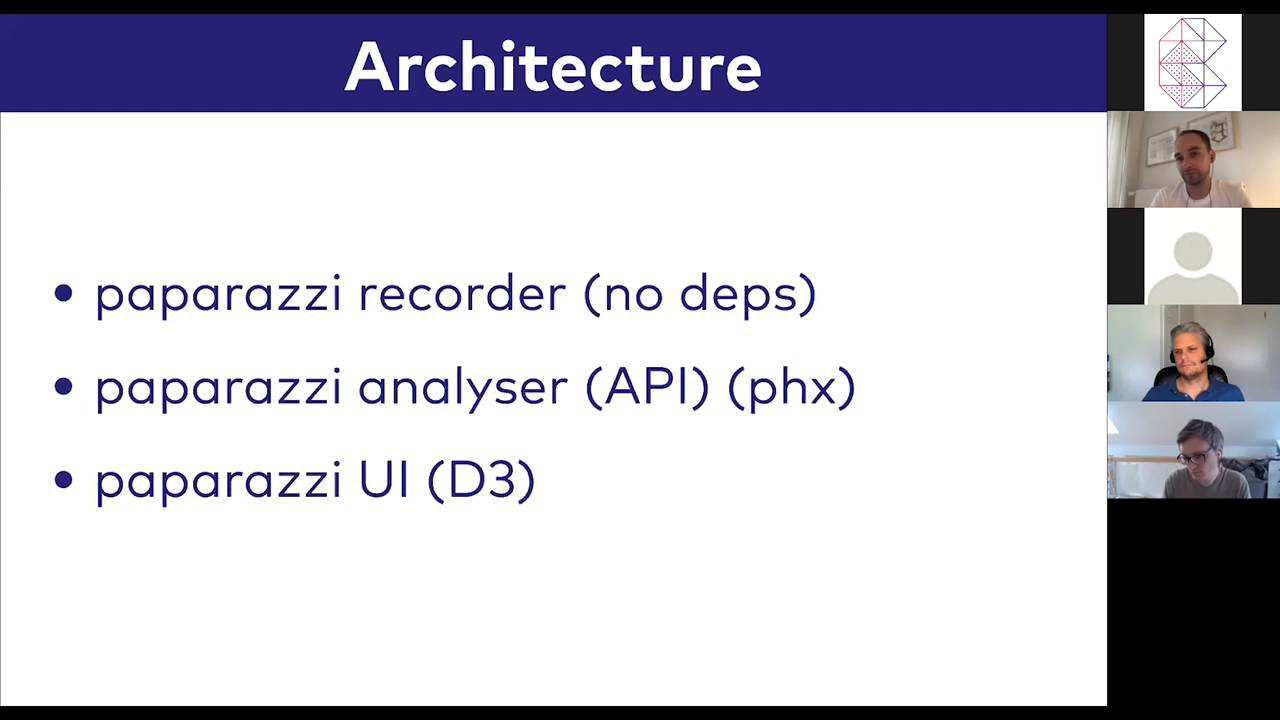 Architecture
• paparazzi recorder (no deps)
• paparazzi analyser (API) (phx)
• paparazzi UI (D3)